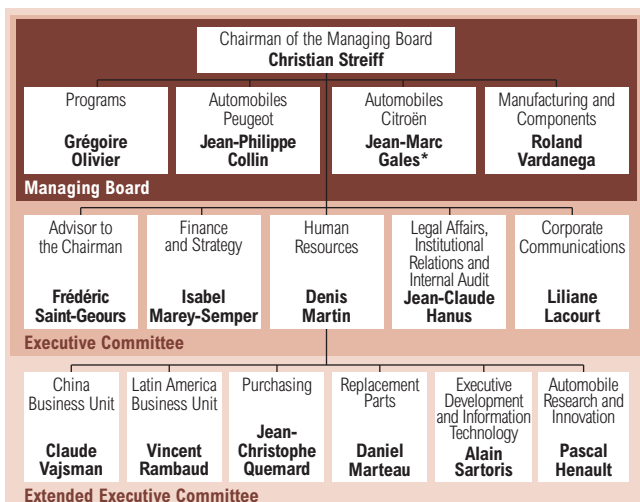 Chairman of the Managing Board
Christian Streiff
Programs
Grégoire
Olivier
Automobiles
Peugeot
Jean-Philippe
Collin
Automobiles
Citroën
Jean-Marc
Gales*
Manufacturing and
Components
Roland
Vardanega
Managing Board
Advisor to
the Chairman
Frédéric
Saint-Geours
Finance
and Strategy
Isabel
Marey-Semper
Human
Resources
Denis
Martin
Legal Affairs,
Institutional
Relations and
Internal Audit
Jean-Claude
Hanus
Corporate
Communications
Liliane
Lacourt
Executive Committee
China
Business Unit
Claude
Vajsman
Latin America
Business Unit
Vincent
Rambaud
Purchasing
Jean-
Christophe
Quemard
Replacement
Parts
Daniel
Marteau
Executive
Development
and Information
Technology
Alain
Sartoris
Automobile
Research and
Innovation
Pascal
Henault
Extended Executive Committee